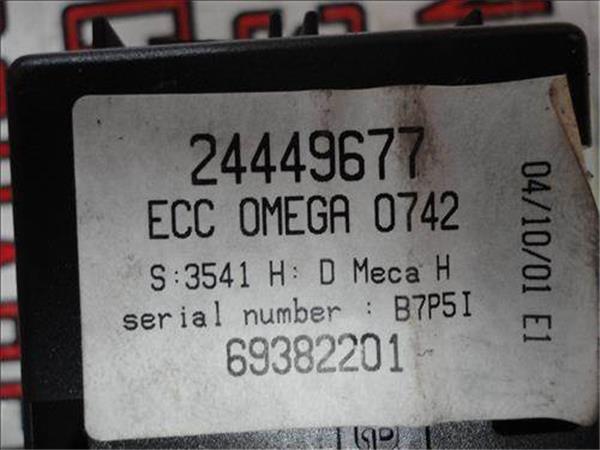 24449677
ECC OMEGA 0742
S:3541 H: D Meca H
serial number : B7P5I
69382201
04/10/01 E1